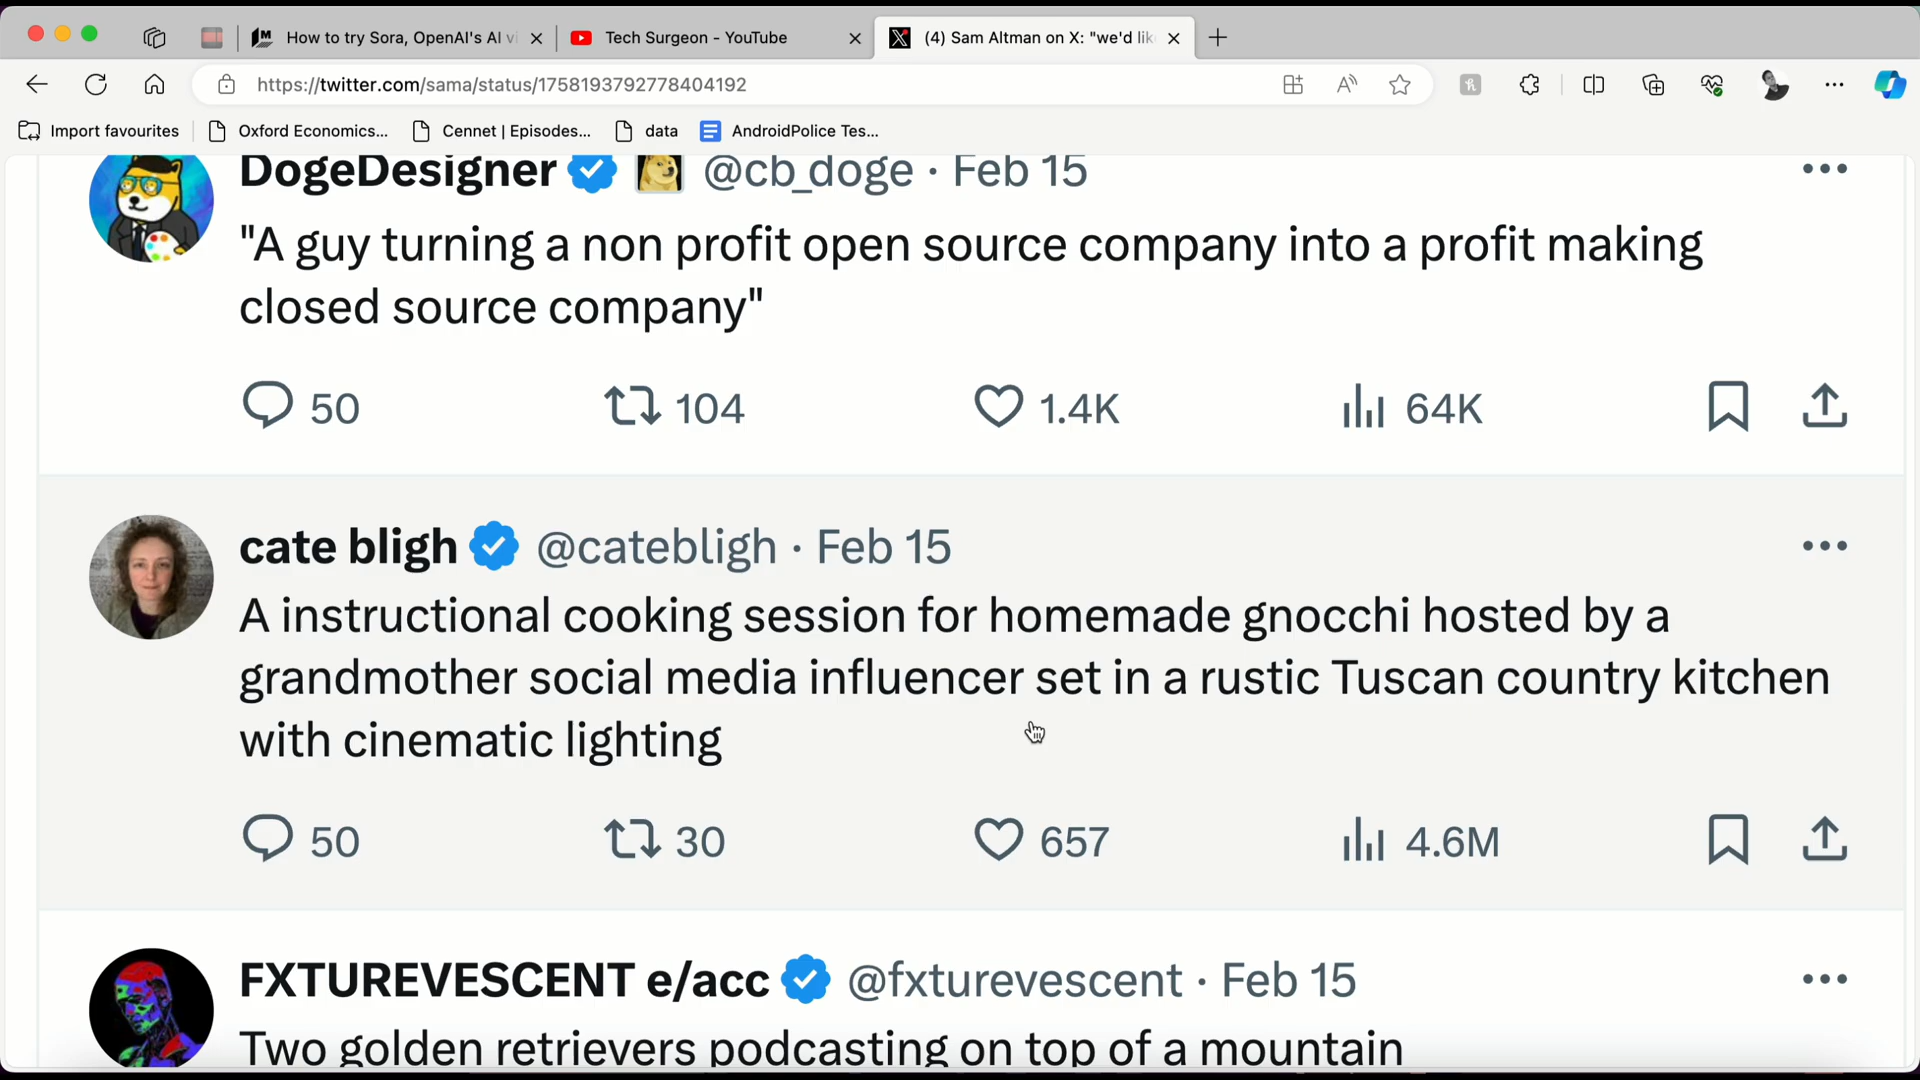 How to try Sora, OpenAI's AI vi
Tech Surgeon - YouTube
(4) Sam Altman on X: "we'd lik
https://twitter.com/sama/status/1758193792778404192
Import favourites
Oxford Economics...
Cennet | Episodes...
data
AndroidPolice Tes...
DogeDesigner @cb_doge · Feb 15
"A guy turning a non profit open source company into a profit making
closed source company"
50 104 1.4K 64K
cate bligh @catebligh · Feb 15
A instructional cooking session for homemade gnocchi hosted by a
grandmother social media influencer set in a rustic Tuscan country kitchen
with cinematic lighting
50 30 657 4.6M
FXTUREVESCENT e/acc @fxturevescent · Feb 15
Two golden retrievers podcasting on top of a mountain